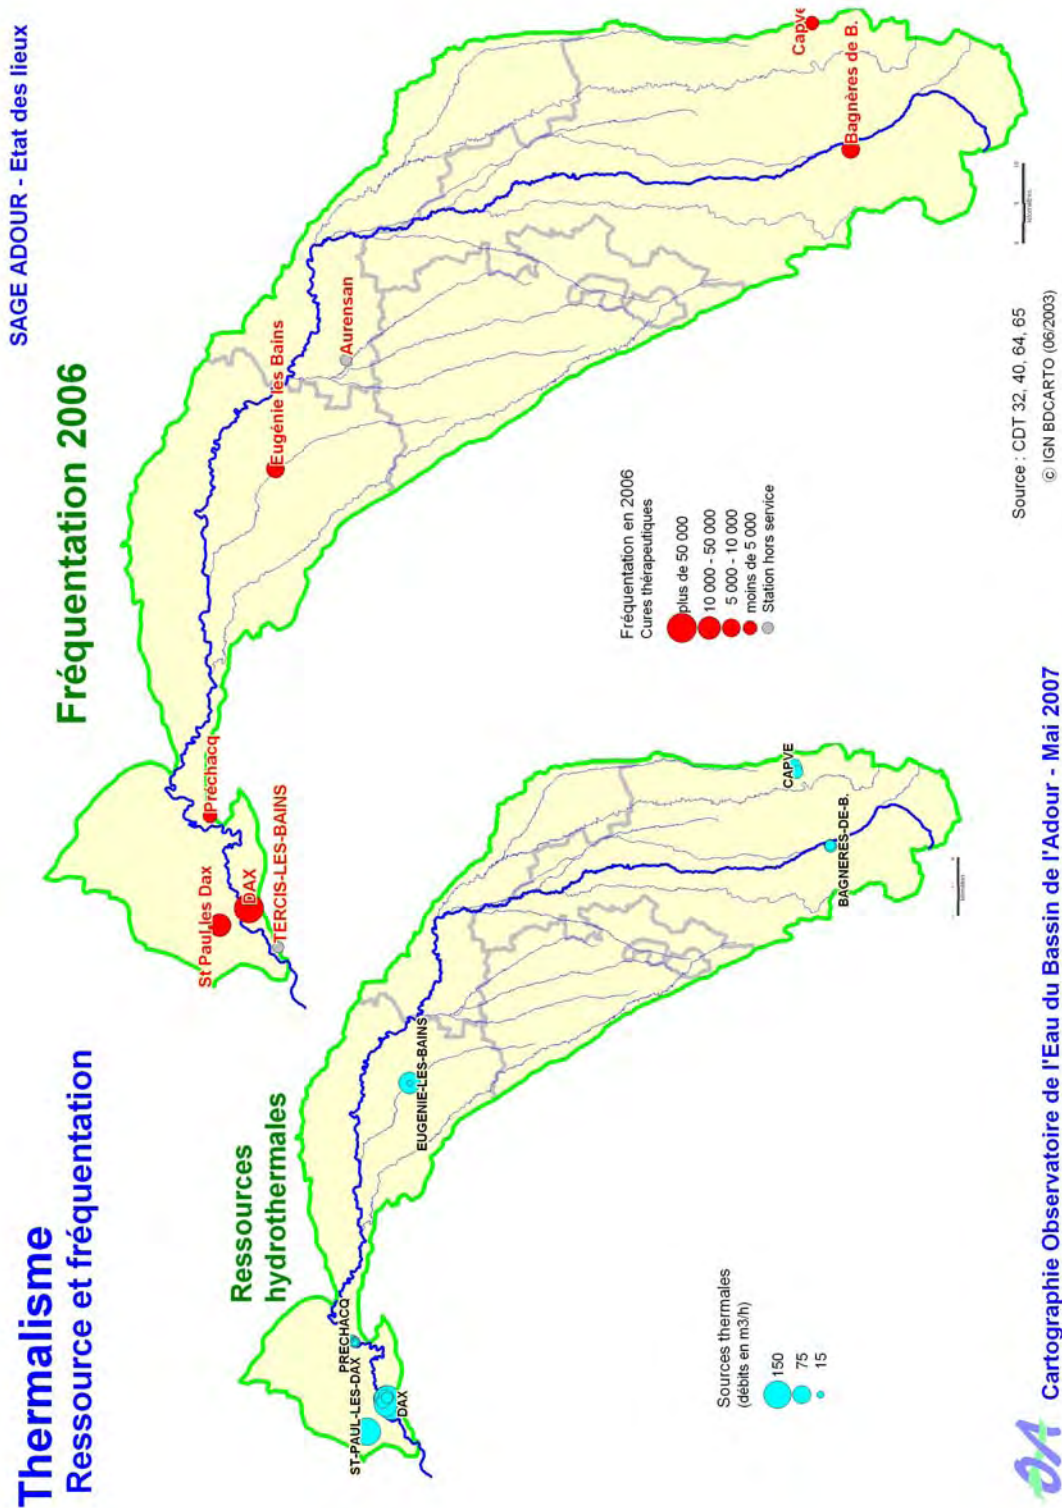 SAGE ADOUR - Etat des lieux
Thermalisme
Ressource et fréquentation
Fréquentation 2006
St Paul les Dax
DAX
TERCIS-LES-BAINS
Préchacq
Eugénie les Bains
Aurensan
Bagnères de B.
Capve
Fréquentation en 2006
Cures thérapeutiques
plus de 50 000
10 000 - 50 000
5 000 - 10 000
moins de 5 000
Station hors service
Ressources
hydrothermales
ST-PAUL-LES-DAX
DAX
PRECHACQ
EUGENIE-LES-BAINS
BAGNERES-DE-B.
CAPVE
Sources thermales
(débits en m3/h)
150
75
15
Source : CDT 32, 40, 64, 65
© IGN BDCARTO (06/2003)
Cartographie Observatoire de l'Eau du Bassin de l'Adour - Mai 2007